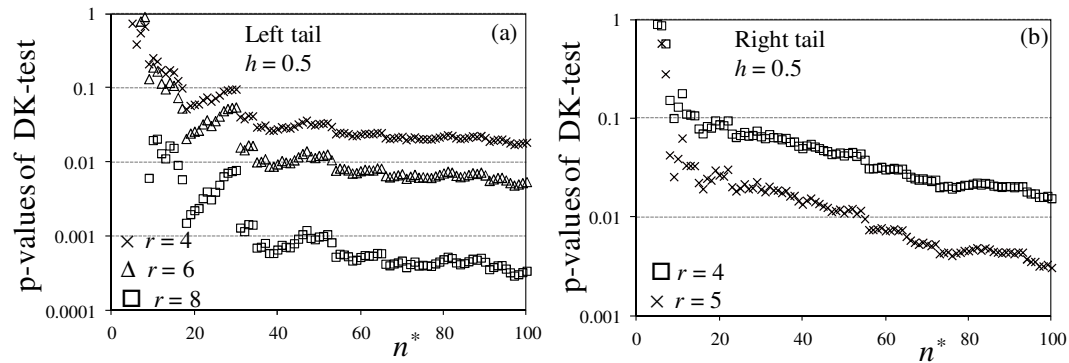 p-values of DK-test
1
0.1
0.01
0.001
0.0001
Left tail
h = 0.5
(a)
× r = 4
Δ r = 6
□ r = 8
0 20 40 60 80 100
n*
p-values of DK-test
1
0.10
0.01
0.001
Right tail
h = 0.5
(b)
□ r = 4
× r = 5
0 20 40 60 80 100
n*